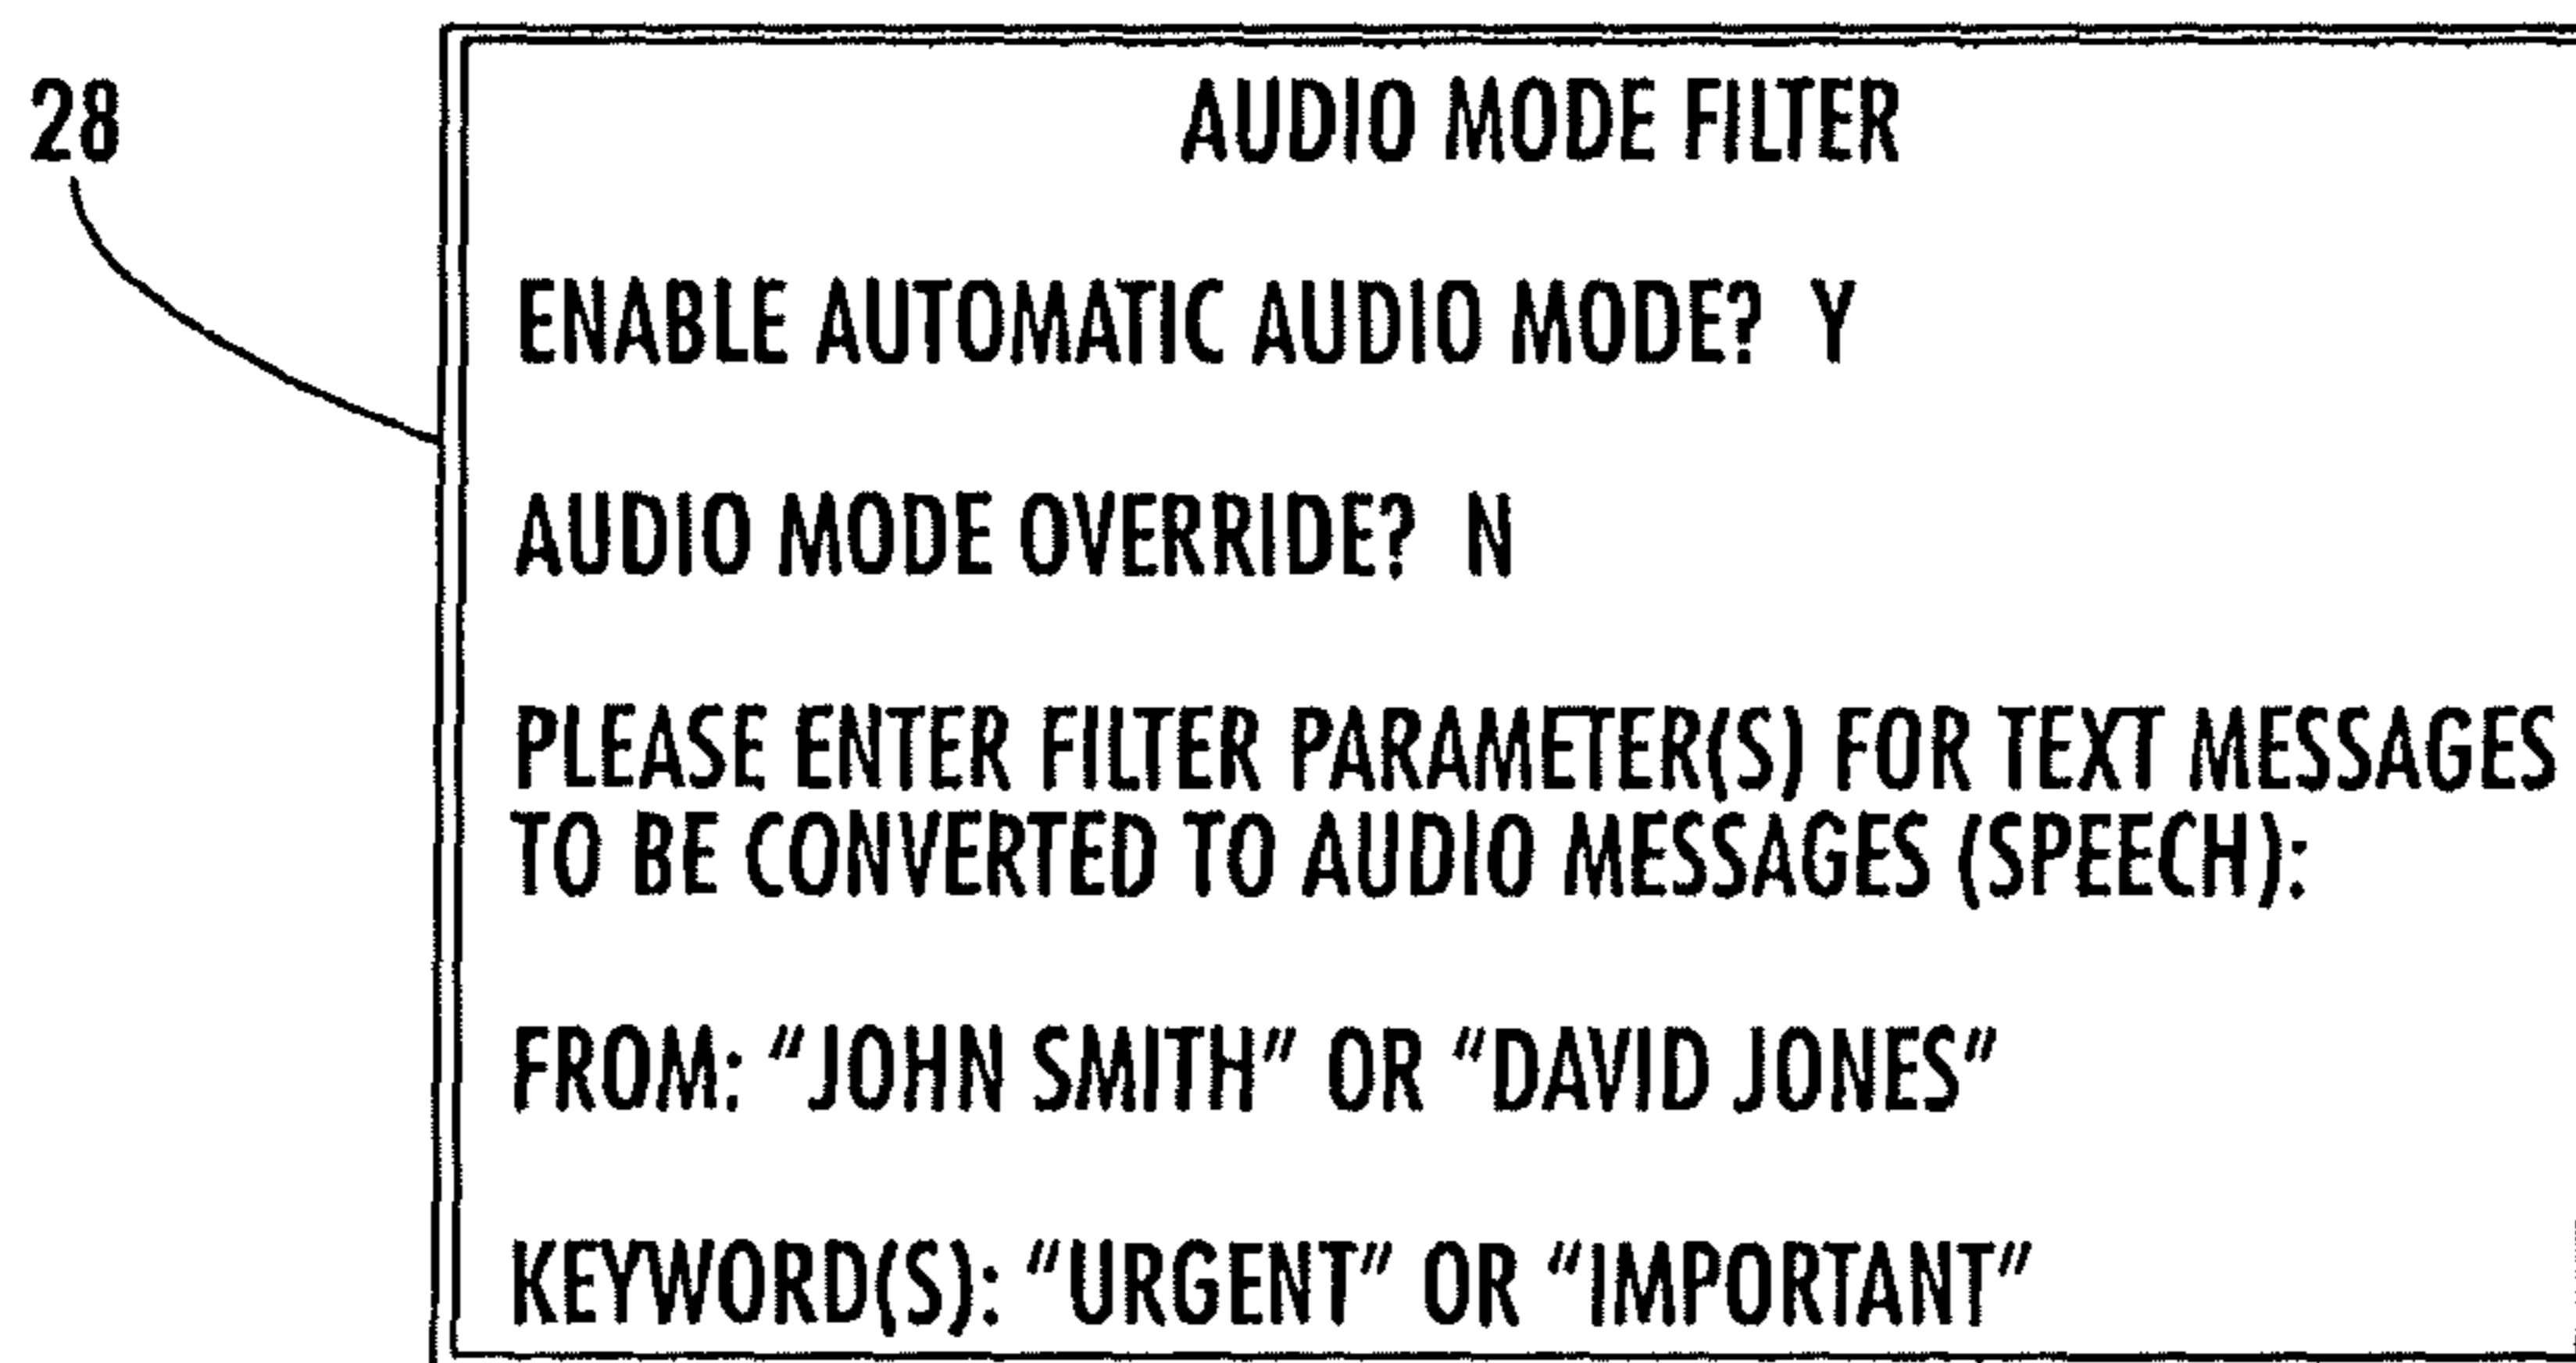 28
AUDIO MODE FILTER
ENABLE AUTOMATIC AUDIO MODE? Y
AUDIO MODE OVERRIDE? N
PLEASE ENTER FILTER PARAMETER(S) FOR TEXT MESSAGES
TO BE CONVERTED TO AUDIO MESSAGES (SPEECH):
FROM: "JOHN SMITH" OR "DAVID JONES"
KEYWORD(S): "URGENT" OR "IMPORTANT"